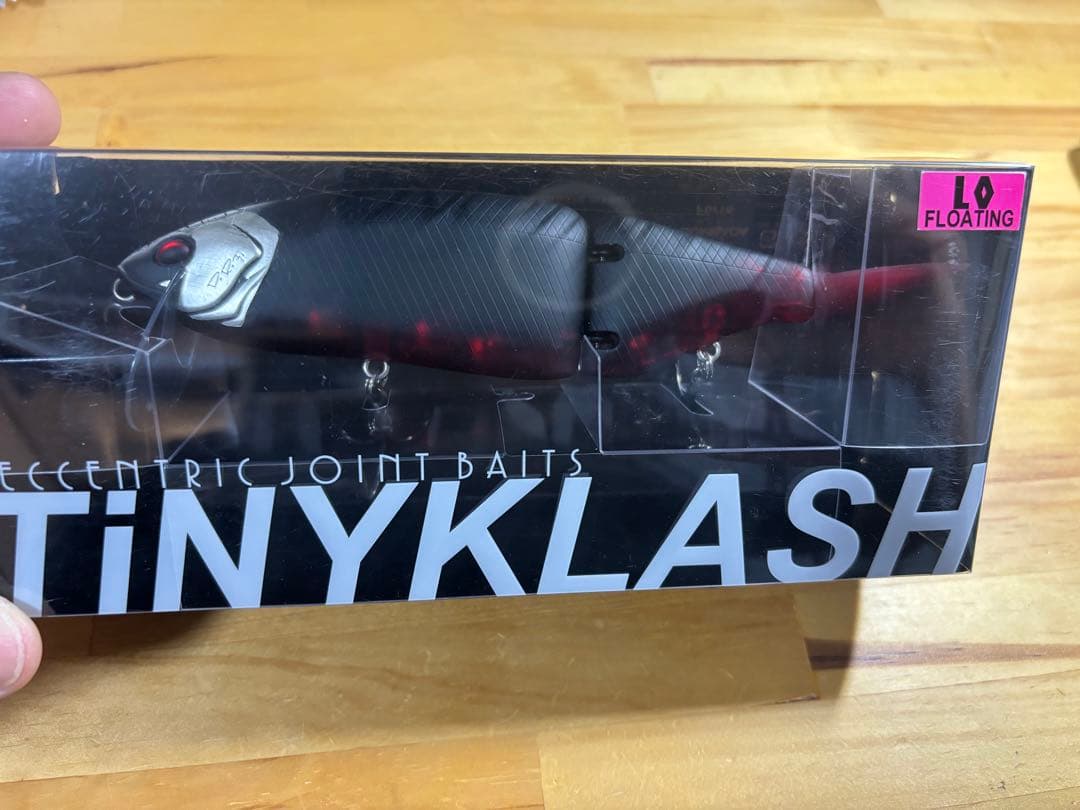 LO
FLOATING
ECCENTRIC JOINT BAITS
TiNYKLASH